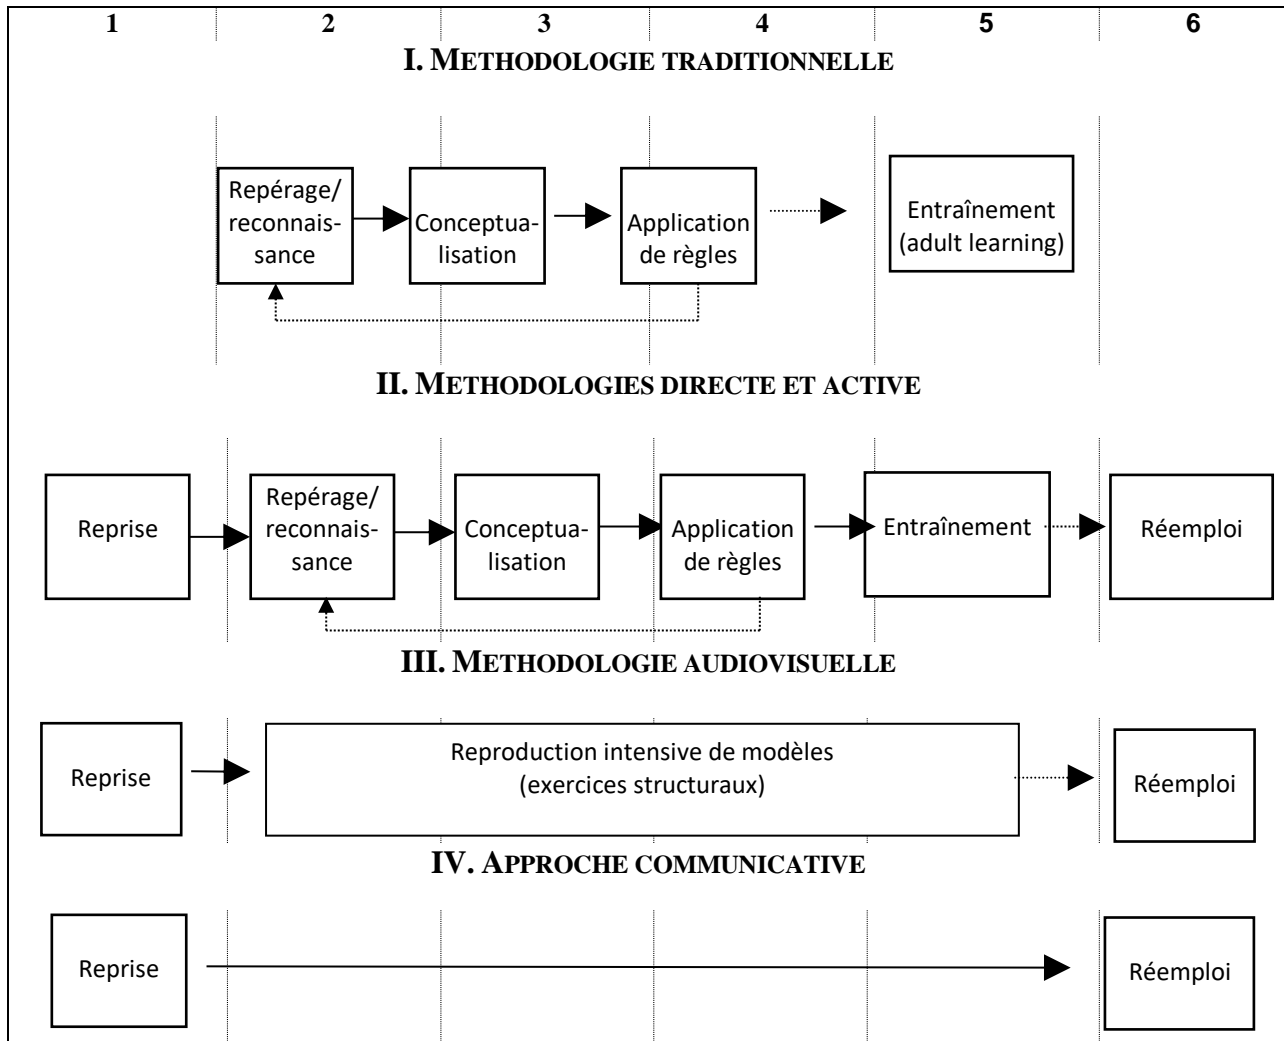 1 2 3 4 5 6
I. METHODOLOGIE TRADITIONNELLE
Repérage/
reconnais-
sance
Conceptua-
lisation
Application
de règles
Entraînement
(adult learning)
II. METHODOLOGIES DIRECTE ET ACTIVE
Reprise
Repérage/
reconnais-
sance
Conceptua-
lisation
Application
de règles
Entraînement
Réemploi
III. METHODOLOGIE AUDIOVISUELLE
Reprise
Reproduction intensive de modèles
(exercices structuraux)
Réemploi
IV. APPROCHE COMMUNICATIVE
Reprise
Réemploi